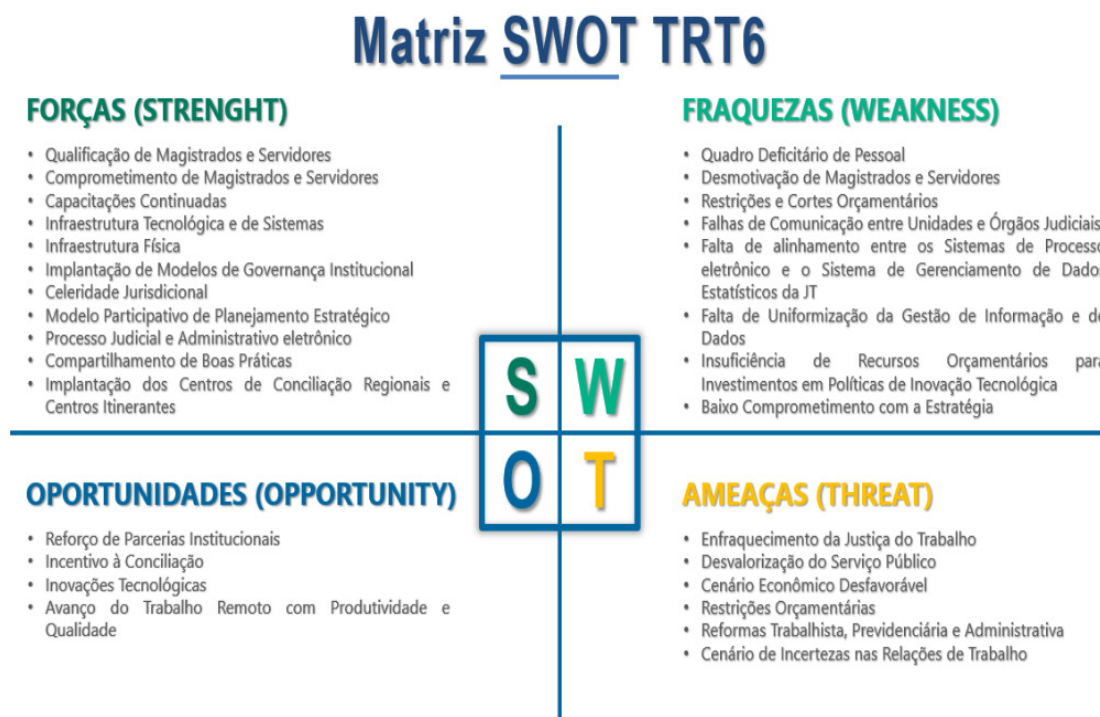 Matriz SWOT TRT6
FORÇAS (STRENGHT)
• Qualificação de Magistrados e Servidores
• Comprometimento de Magistrados e Servidores
• Capacitações Continuadas
• Infraestrutura Tecnológica e de Sistemas
• Infraestrutura Física
• Implantação de Modelos de Governança Institucional
• Celeridade Jurisdicional
• Modelo Participativo de Planejamento Estratégico
• Processo Judicial e Administrativo eletrônico
• Compartilhamento de Boas Práticas
• Implantação dos Centros de Conciliação Regionais e
Centros Itinerantes
FRAQUEZAS (WEAKNESS)
• Quadro Deficitário de Pessoal
• Desmotivação de Magistrados e Servidores
• Restrições e Cortes Orçamentários
• Falhas de Comunicação entre Unidades e Órgãos Judiciais
• Falta de alinhamento entre os Sistemas de Processo
eletrônico e o Sistema de Gerenciamento de Dados
Estatísticos da JT
• Falta de Uniformização da Gestão de Informação e de
Dados
• Insuficiência de Recursos Orçamentários para
Investimentos em Políticas de Inovação Tecnológica
• Baixo Comprometimento com a Estratégia
S W
O T
OPORTUNIDADES (OPPORTUNITY)
• Reforço de Parcerias Institucionais
• Incentivo à Conciliação
• Inovações Tecnológicas
• Avanço do Trabalho Remoto com Produtividade e
Qualidade
AMEAÇAS (THREAT)
• Enfraquecimento da Justiça do Trabalho
• Desvalorização do Serviço Público
• Cenário Econômico Desfavorável
• Restrições Orçamentárias
• Reformas Trabalhista, Previdenciária e Administrativa
• Cenário de Incertezas nas Relações de Trabalho